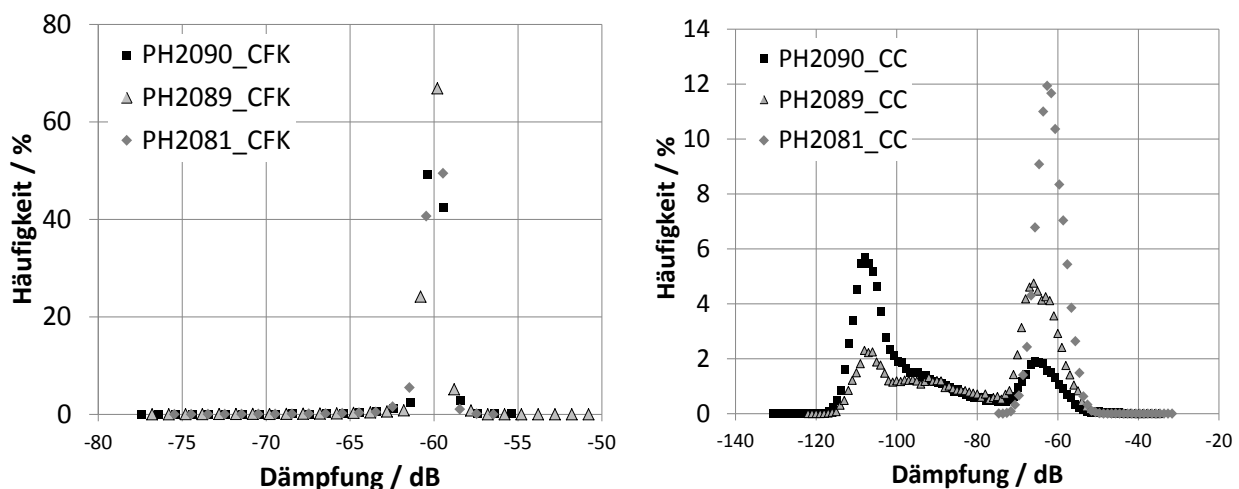 80
60
40
20
0
Häufigkeit / %
PH2090_CFK
PH2089_CFK
PH2081_CFK
-80
-75
-70
-65
-60
-55
-50
Dämpfung / dB
14
12
10
8
6
4
2
0
Häufigkeit / %
PH2090_CC
PH2089_CC
PH2081_CC
-140
-120
-100
-80
-60
-40
-20
Dämpfung / dB